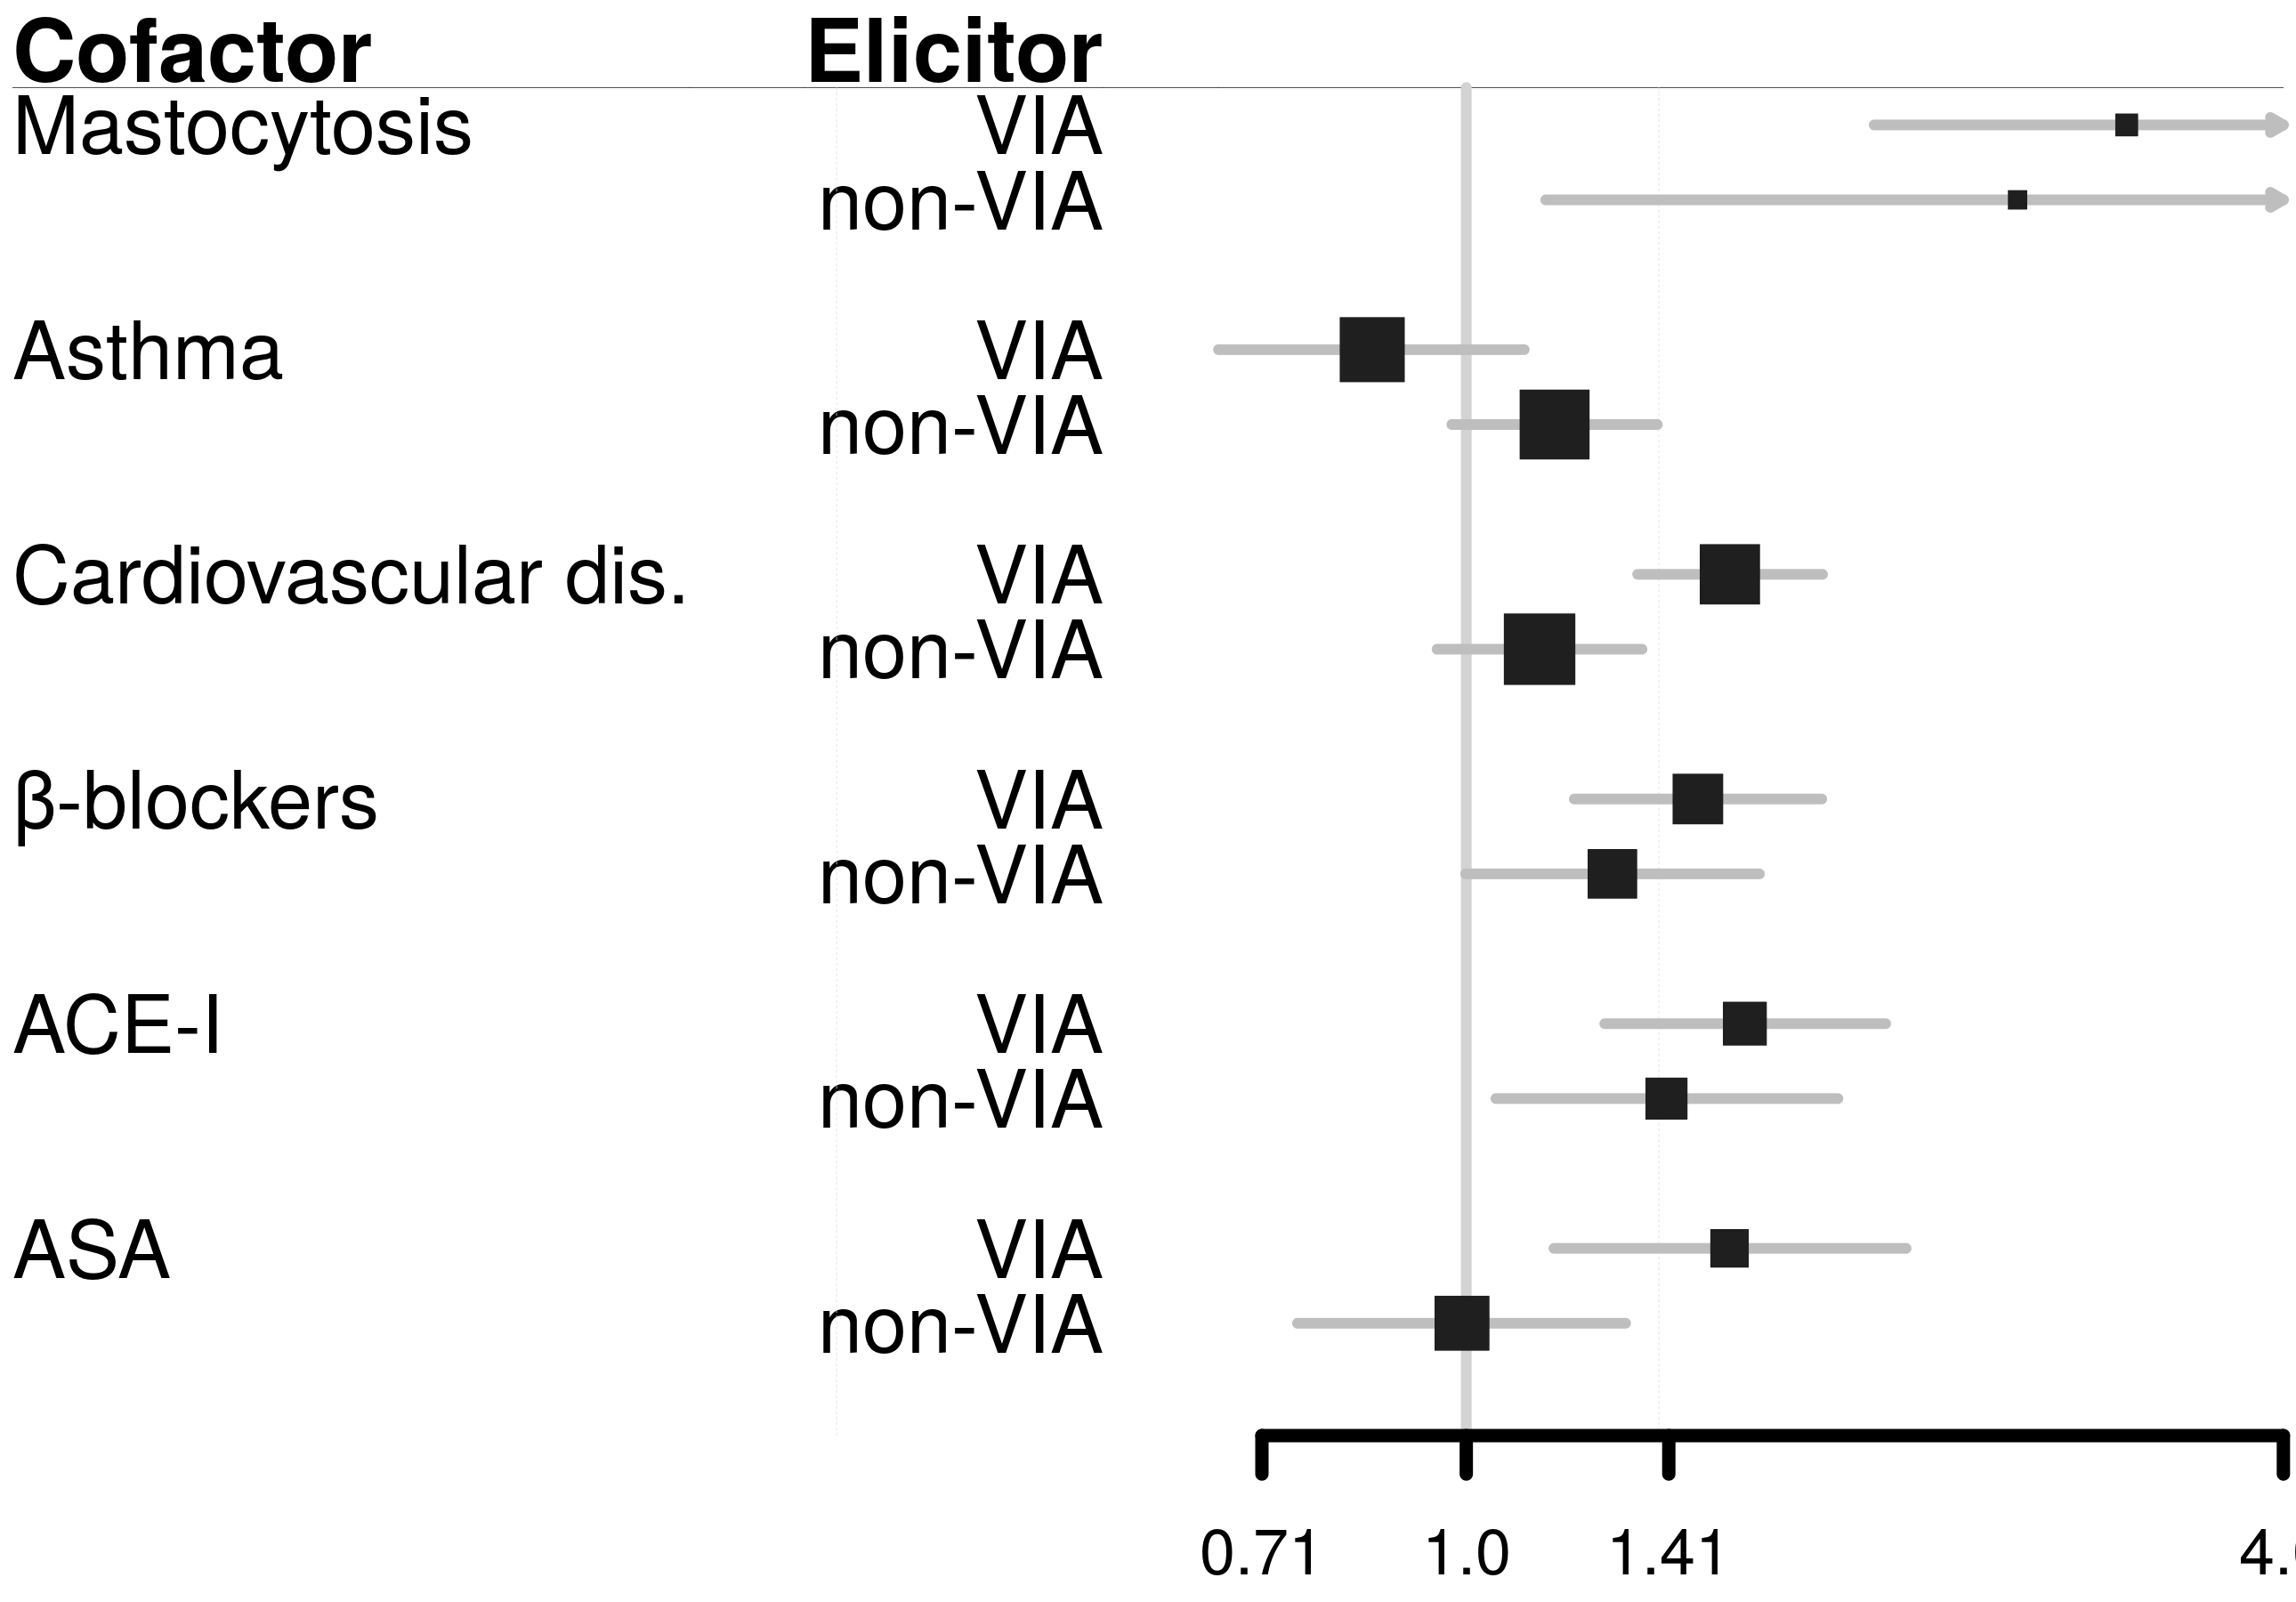 Cofactor Elicitor
Mastocytosis VIA
non-VIA
Asthma VIA
non-VIA
Cardiovascular dis. VIA
non-VIA
β-blockers VIA
non-VIA
ACE-I VIA
non-VIA
ASA VIA
non-VIA
0.71 1.0 1.41